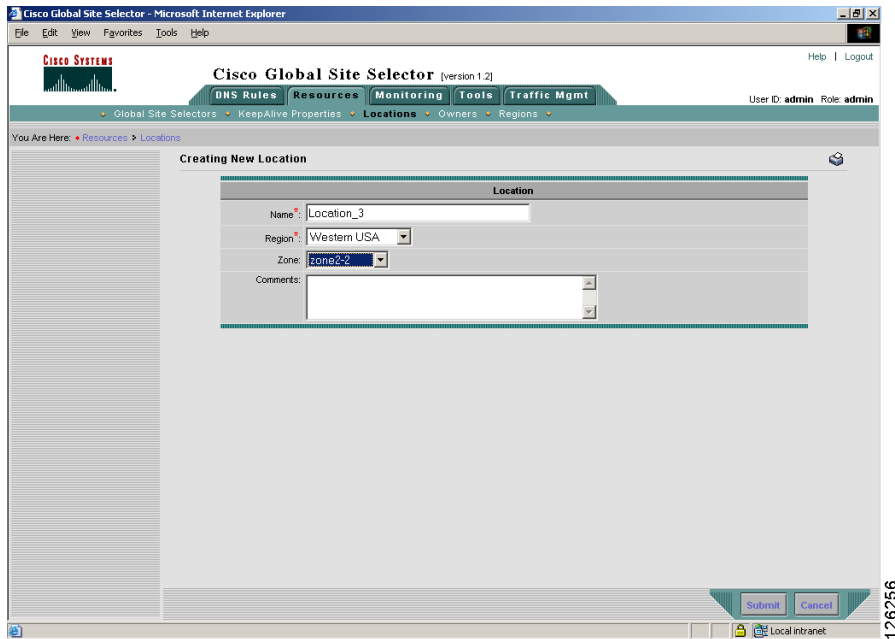 Cisco Global Site Selector - Microsoft Internet Explorer
File Edit View Favorites Tools Help
CISCO SYSTEMS
Help | Logout
Cisco Global Site Selector [version 1.2]
DNS Rules Resources Monitoring Tools Traffic Mgmt
User ID: admin Role: admin
Global Site Selectors Keepalive Properties Locations Owners Regions
You Are Here: Resources > Locations
Creating New Location
Location
Name*: Location_3
Region*: Western USA
Zone: zone2-2
Comments:
Submit Cancel
Local intranet
126256